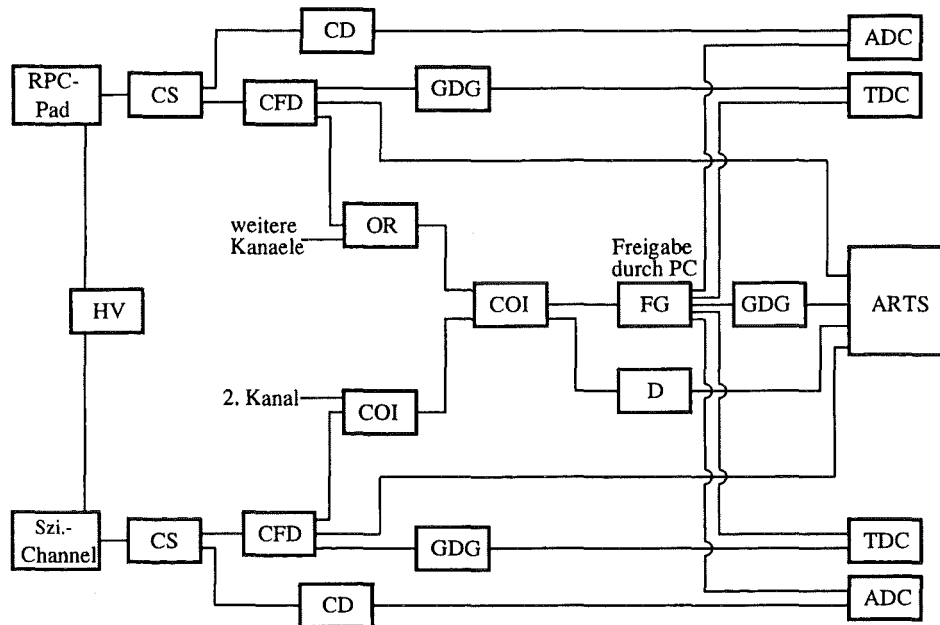 CD
ADC
RPC-
Pad
CS
CFD
GDG
TDC
weitere
Kanaele
OR
Freigabe
durch PC
HV
COI
FG
GDG
ARTS
2. Kanal
COI
D
Szi.-
Channel
CS
CFD
GDG
TDC
CD
ADC